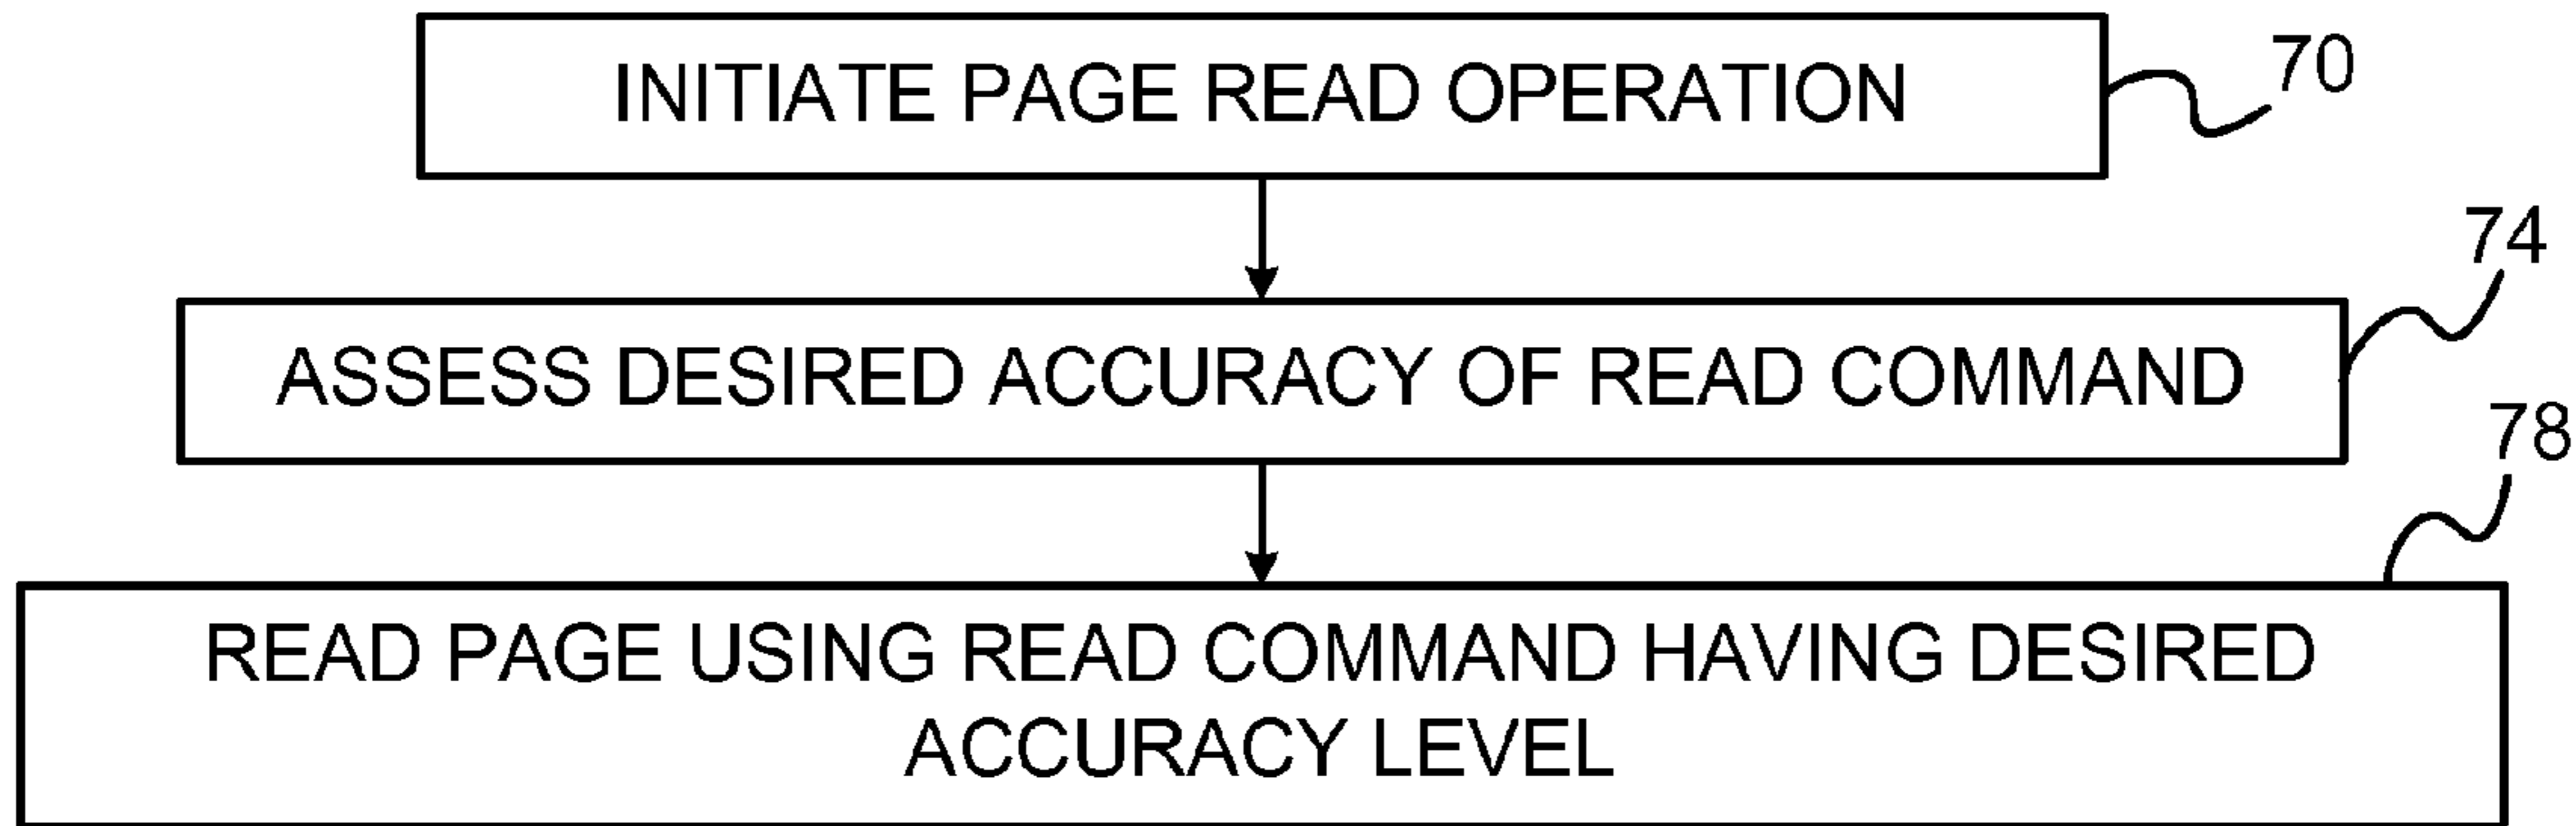 INITIATE PAGE READ OPERATION
70
74
ASSESS DESIRED ACCURACY OF READ COMMAND
78
READ PAGE USING READ COMMAND HAVING DESIRED
ACCURACY LEVEL